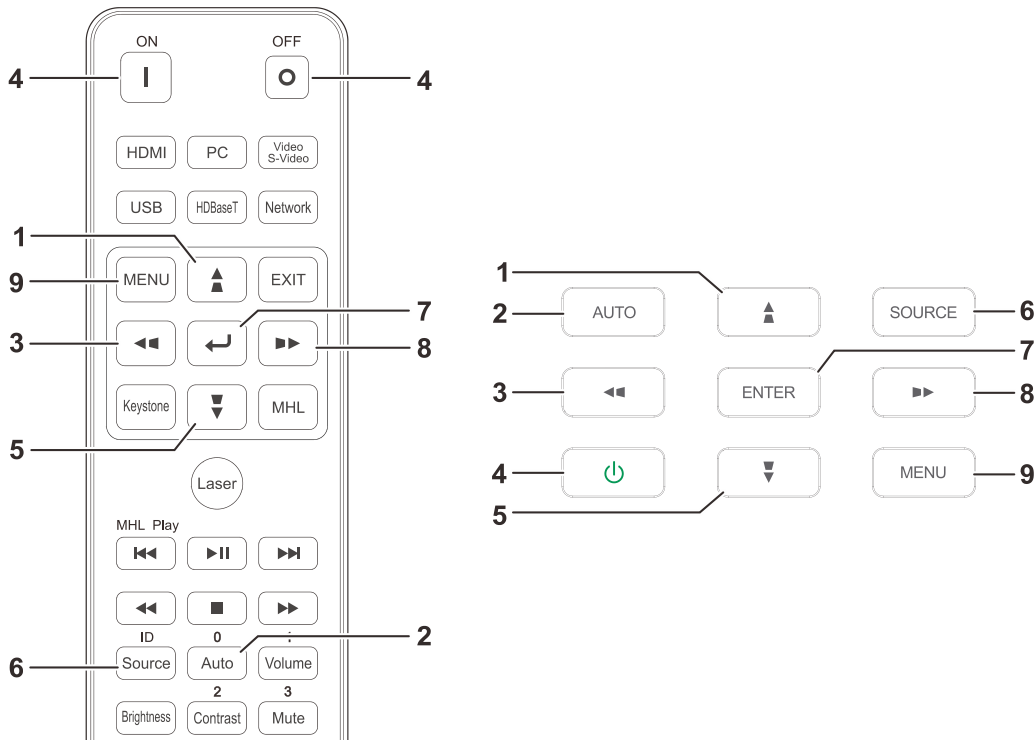 ON OFF
4 I O 4
HDMI PC Video
S-Video
USB HDBaseT Network
1
9 MENU EXIT
7
3 8
Keystone MHL
5
Laser
MHL Play
ID 0 :
2
6 Source Auto Volume
2 3
Brightness Contrast Mute
1
2 AUTO SOURCE 6
7
3 ENTER 8
4 MENU 9
5